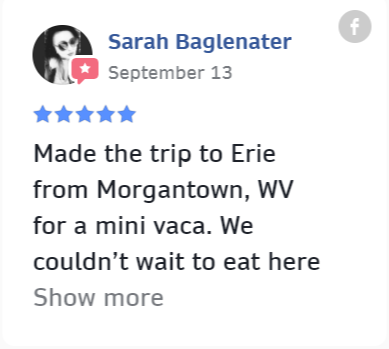 Sarah Baglenater
September 13
Made the trip to Erie
from Morgantown, WV
for a mini vaca. We
couldn’t wait to eat here
Show more